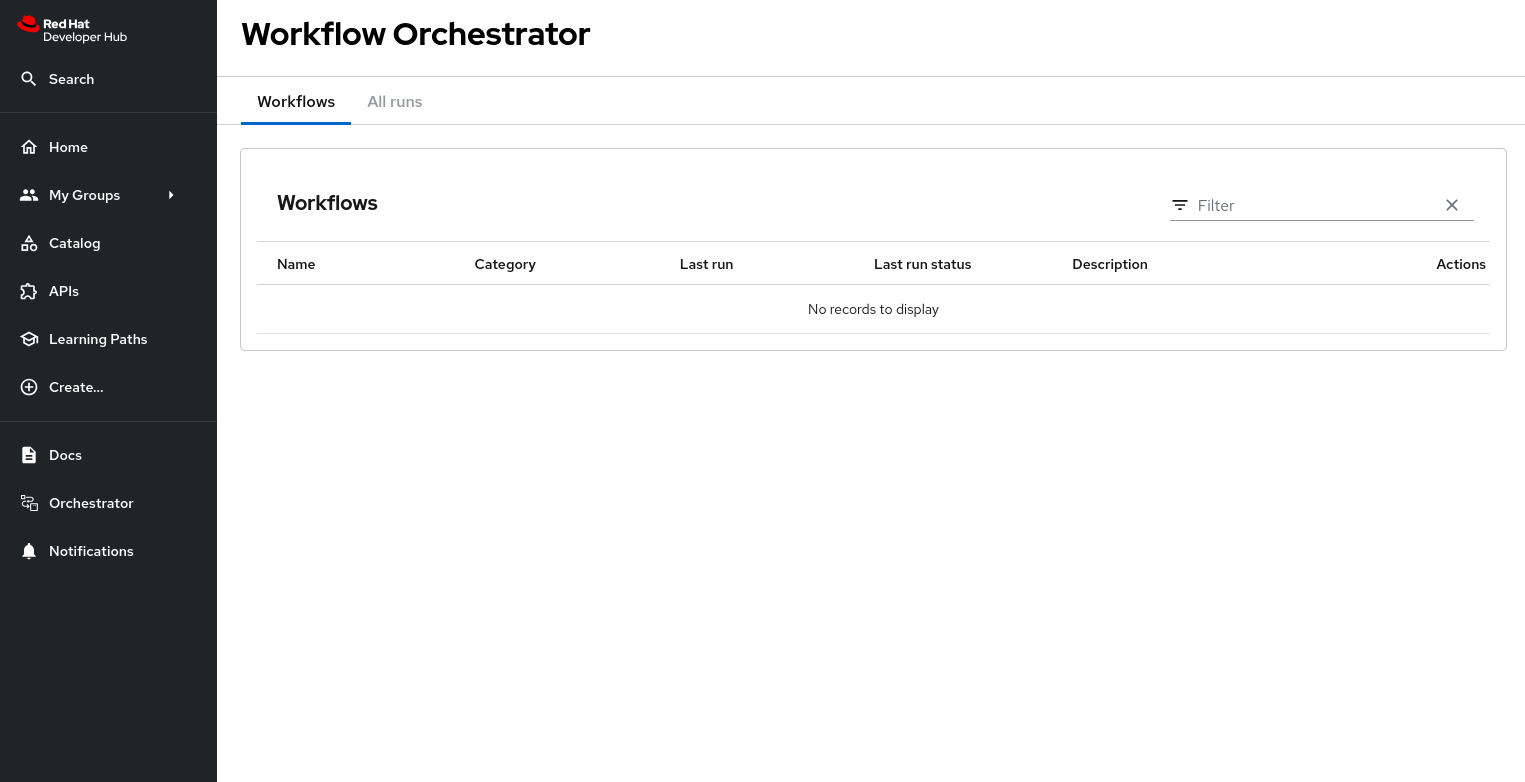 Red Hat
Developer Hub
Search
Home
My Groups
Catalog
APIs
Learning Paths
Create...
Docs
Orchestrator
Notifications
Workflow Orchestrator
Workflows All runs
Workflows
Filter
Name Category Last run Last run status Description Actions
No records to display